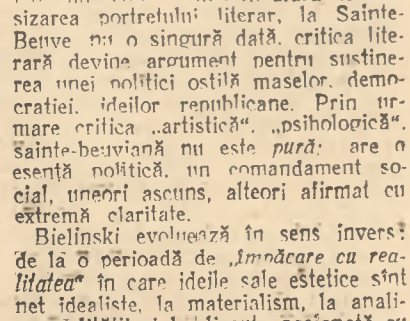 sizarea portretului literar, la Sainte-
Beuve nu o singură dată, critica lite-
rară devine argument pentru susține-
rea unei politici ostilă maselor, demo-
crației, ideilor republicane. Prin ur-
mare critica „artistică“, „psihologică“,
sainte-beuviană nu este pură: are o
esență politică, un comandament so-
cial, uneori ascuns, alteori afirmat cu
extremă claritate.
Bielinski evoluează în sens invers:
de la o perioadă de „împăcare cu rea-
litatea“ în care ideile sale estetice sînt
net idealiste, la materialism, la anali-